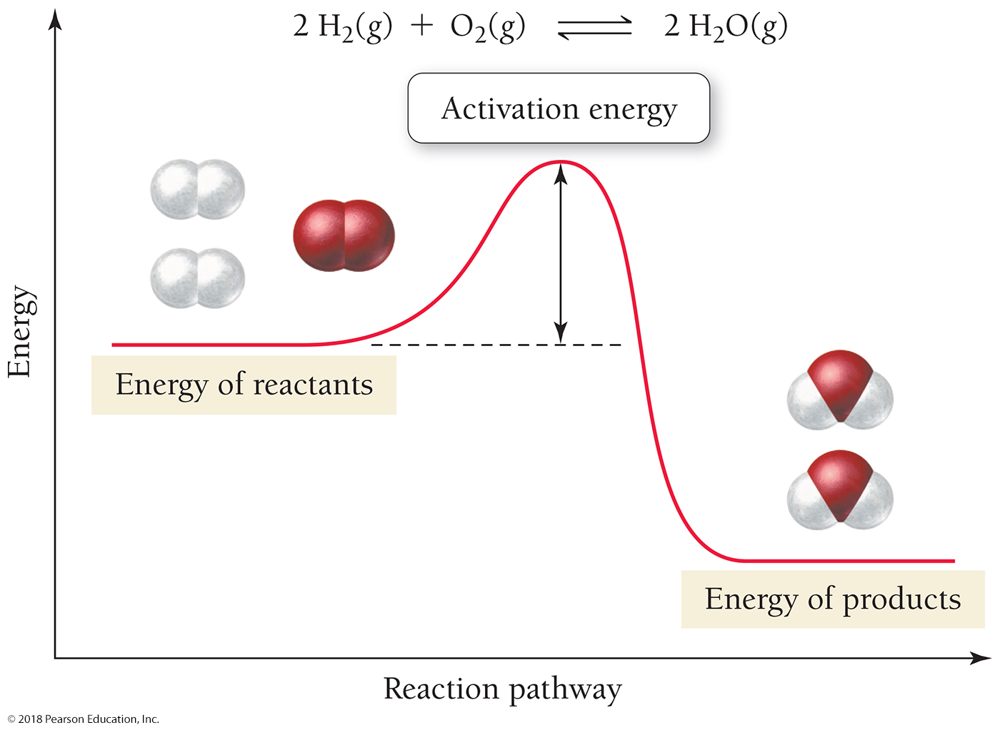 2 H₂(g) + O₂(g) ⇌ 2 H₂O(g)
Activation energy
Energy
Energy of reactants
Energy of products
Reaction pathway
© 2018 Pearson Education, Inc.